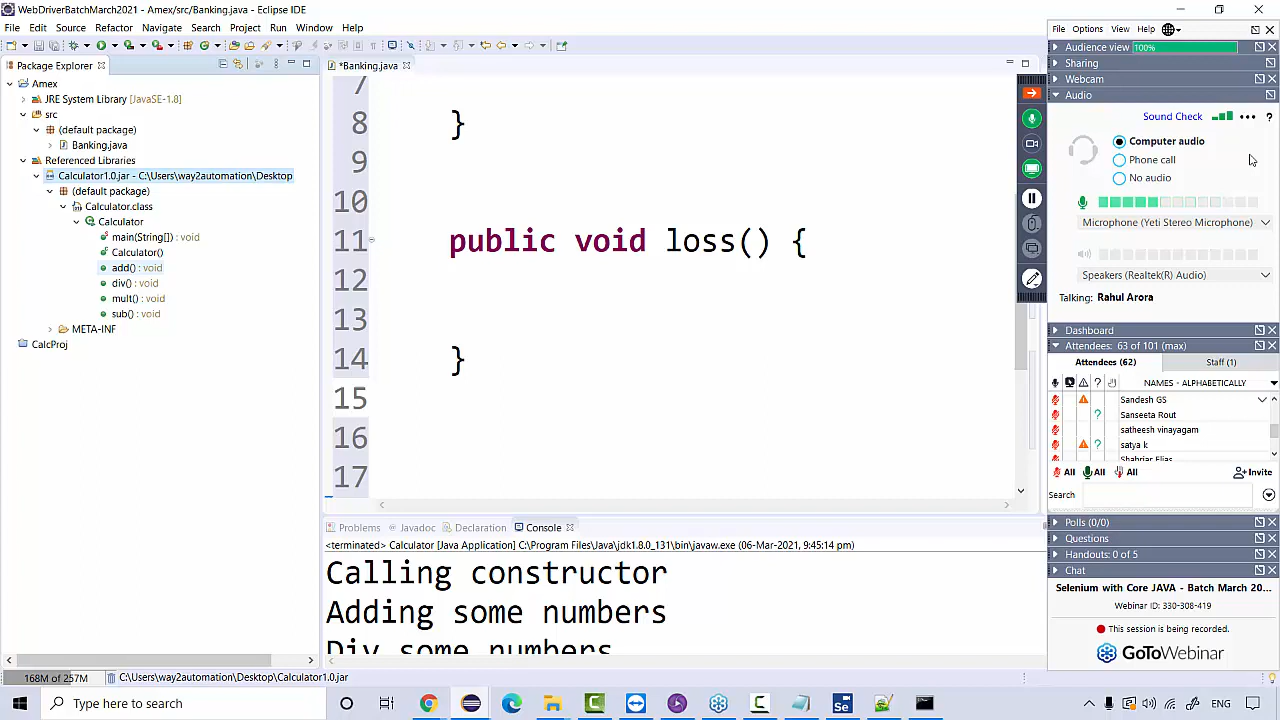 WebDriverBatchMarch2021 - Amex/src/Banking.java - Eclipse IDE
File Edit Source Refactor Navigate Search Project Run Window Help
Package Explorer
Amex
JRE System Library [JavaSE-1.8]
src
(default package)
Banking.java
Referenced Libraries
Calculator1.0.jar - C:\Users\way2automation\Desktop
(default package)
Calculator.class
Calculator
main(String[]) : void
Calculator()
add() : void
div() : void
mult() : void
sub() : void
META-INF
CalcProj
*Banking.java
7
8 }
9
10
11 public void loss() {
12
13
14 }
15
16
17
Problems Javadoc Declaration Console
<terminated> Calculator [Java Application] C:\Program Files\Java\jdk1.8.0_131\bin\javaw.exe (06-Mar-2021, 9:45:14 pm)
Calling constructor
Adding some numbers
Div some numbers
168M of 257M
C:\Users\way2automation\Desktop\Calculator1.0.jar
File Options View Help
Audience view 100%
Sharing
Webcam
Audio
Sound Check
?
Computer audio
Phone call
No audio
Microphone (Yeti Stereo Microphone)
Speakers (Realtek(R) Audio)
Talking: Rahul Arora
Dashboard
Attendees: 63 of 101 (max)
Attendees (62) Staff (1)
NAMES - ALPHABETICALLY
Sandesh GS
Sanseeta Rout
satheesh vinayagam
satya k
Shahriar Elias
All All All Invite
Search
Polls (0/0)
Questions
Handouts: 0 of 5
Chat
Selenium with Core JAVA - Batch March 20...
Webinar ID: 330-308-419
This session is being recorded.
GoToWebinar
Type here to search
Se
ENG